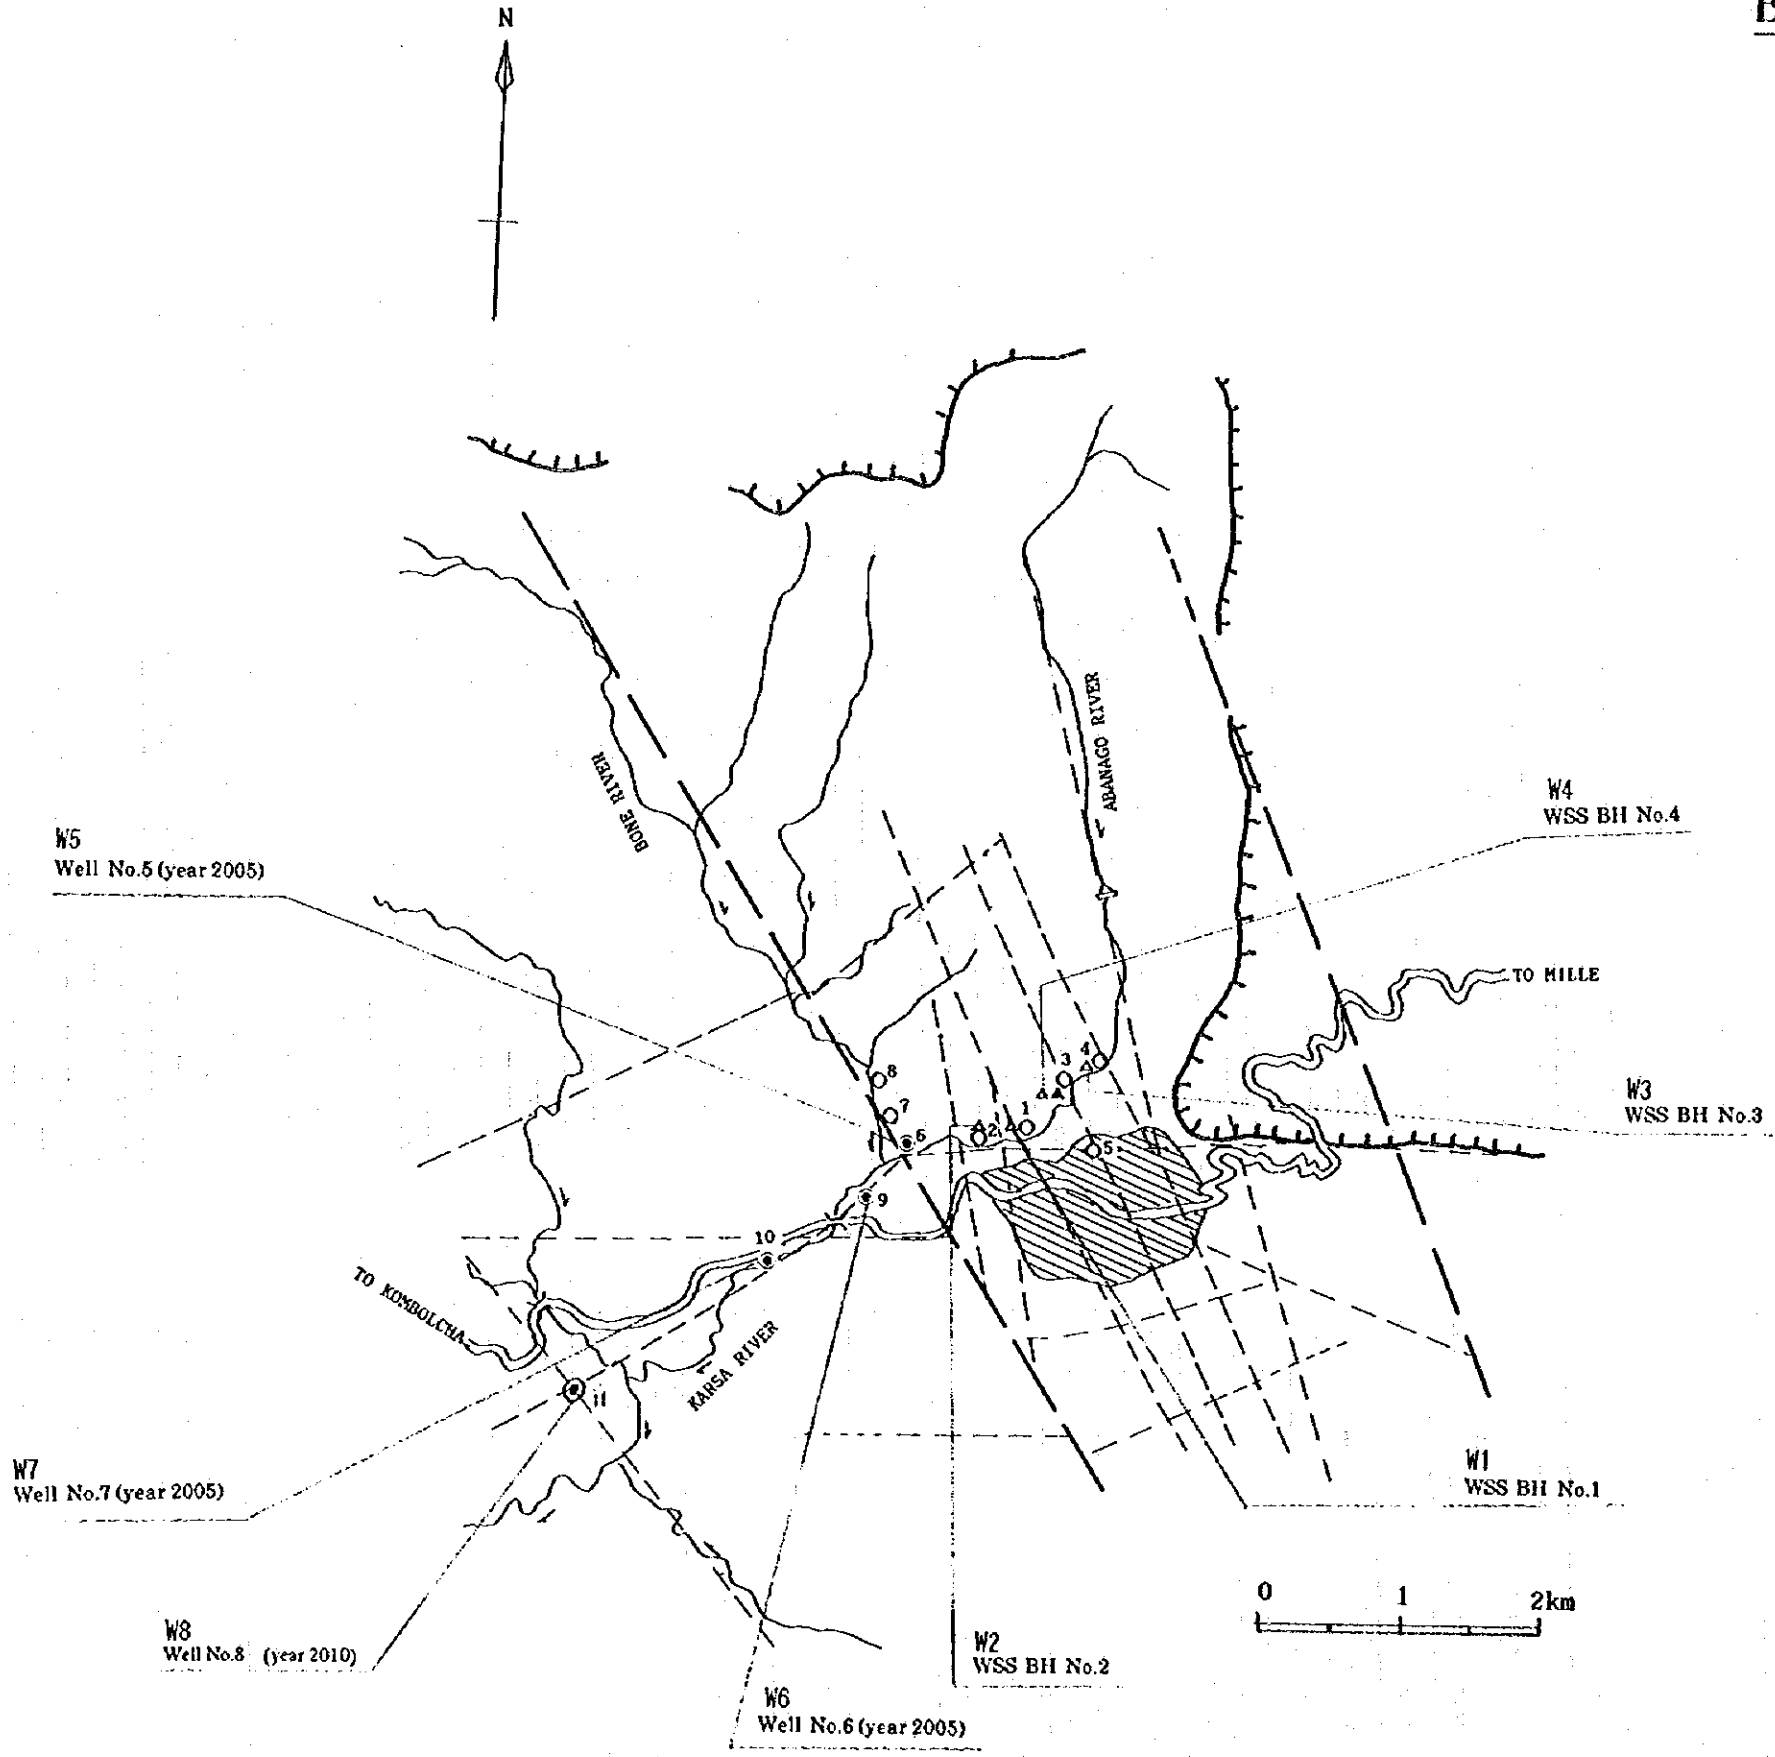 N
BONE RIVER
ABANAGO RIVER
W4
WSS BH No.4
W5
Well No.5 (year 2005)
TO MILLE
3
4
8
W3
WSS BH No.3
7
1
6
2
5
9
10
TO KOMBOLCHA
KARSA RIVER
11
W7
Well No.7 (year 2005)
W1
WSS BH No.1
0 1 2km
W8
Well No.8 (year 2010)
W2
WSS BH No.2
W6
Well No.6 (year 2005)